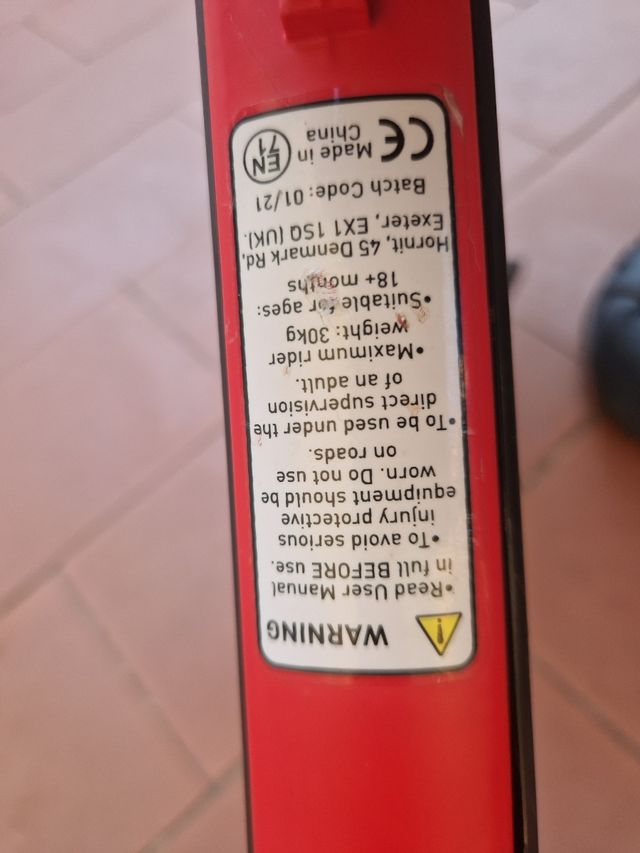 WARNING
•Read User Manual
in full BEFORE use.
•To avoid serious
injury protective
equipment should be
worn. Do not use
on roads.
•To be used under the
direct supervision
of an adult.
•Maximum rider
weight: 30kg
•Suitable for ages:
18+ months
Hornit, 45 Denmark Rd,
Exeter, EX1 1SQ (UK).
Batch Code: 01/21
CE Made in
China
EN
71